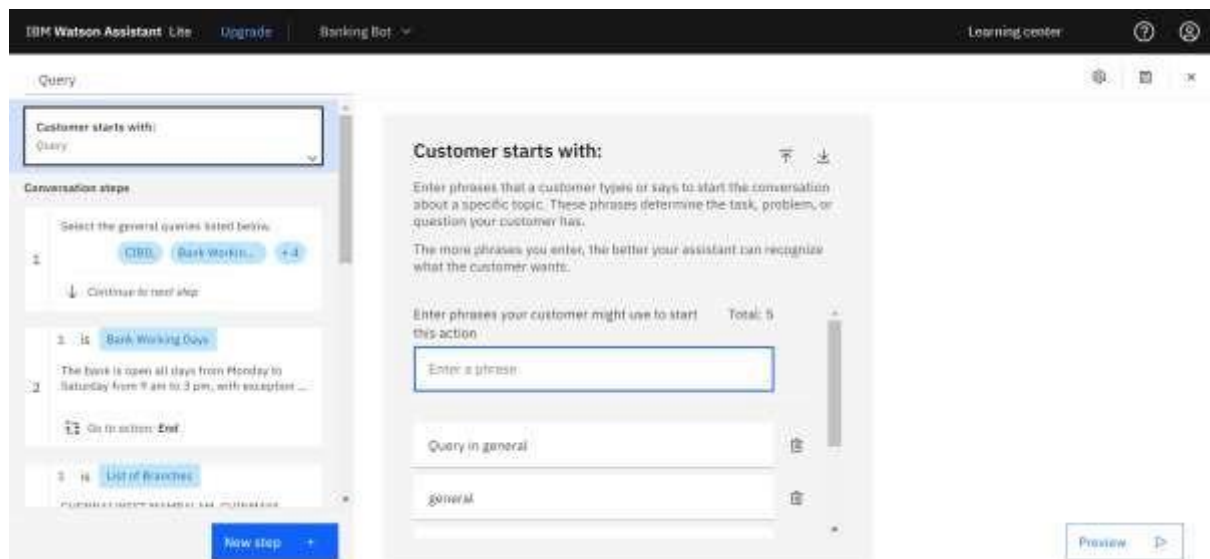 IBM Watson Assistant Lite Upgrade Banking Bot Learning center
Query
Customer starts with:
Query
Conversation steps
1
Select the general queries listed below.
CIBIL Bank Workin... + 4
Continue to next step
2
1 is Bank Working Days
The bank is open all days from Monday to
Saturday from 9 am to 3 pm, with exception ...
Go to action: End
1 is List of Branches
New step +
Customer starts with:
Enter phrases that a customer types or says to start the conversation
about a specific topic. These phrases determine the task, problem, or
question your customer has.
The more phrases you enter, the better your assistant can recognize
what the customer wants.
Enter phrases your customer might use to start Total: 5
this action
Enter a phrase
Query in general
general
Preview